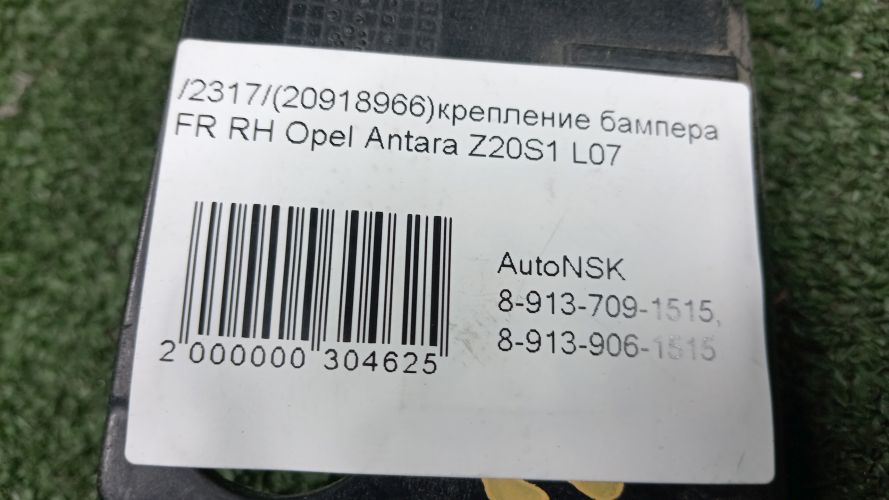 /2317/(20918966)крепление бампера
FR RH Opel Antara Z20S1 L07
AutoNSK
8-913-709-1515,
8-913-906-1515
2 000000 304625